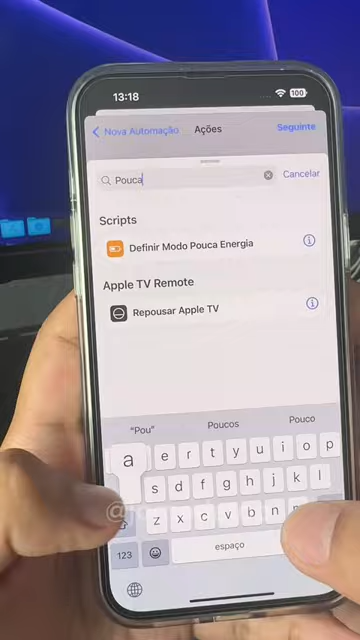 13:18
100
Nova Automação
Ações
Seguinte
Pouca
Cancelar
Scripts
Definir Modo Pouca Energia
Apple TV Remote
Repousar Apple TV
"Pou"
Poucos
Pouco
a
e r t y u i o p
s d f g h j k l
z x c v b n
123
espaço